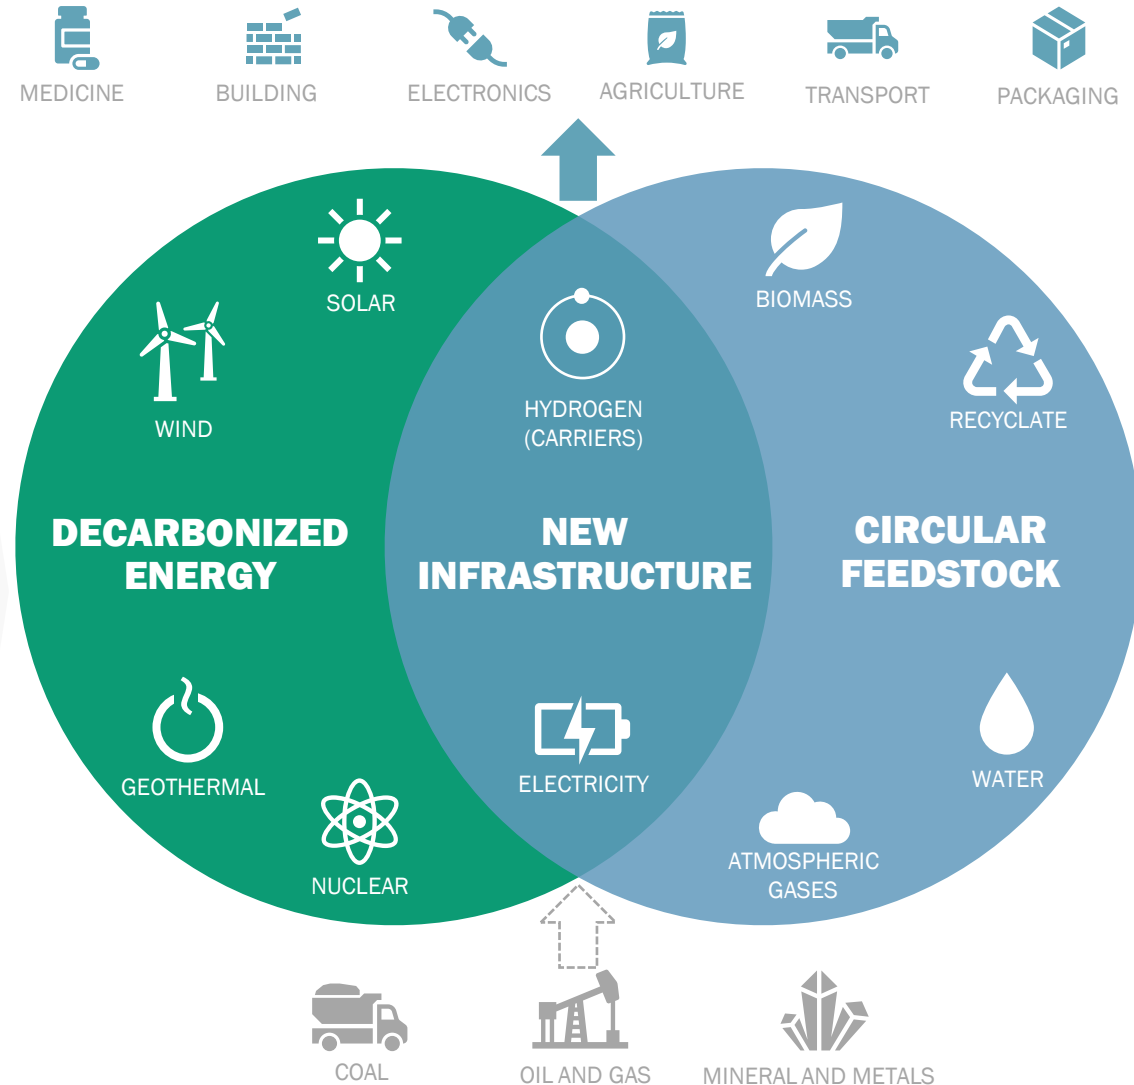 MEDICINE
BUILDING
ELECTRONICS
AGRICULTURE
TRANSPORT
PACKAGING
SOLAR
BIOMASS
WIND
HYDROGEN
(CARRIERS)
RECYCLATE
DECARBONIZED
ENERGY
NEW
INFRASTRUCTURE
CIRCULAR
FEEDSTOCK
GEOTHERMAL
ELECTRICITY
WATER
NUCLEAR
ATMOSPHERIC
GASES
COAL
OIL AND GAS
MINERAL AND METALS